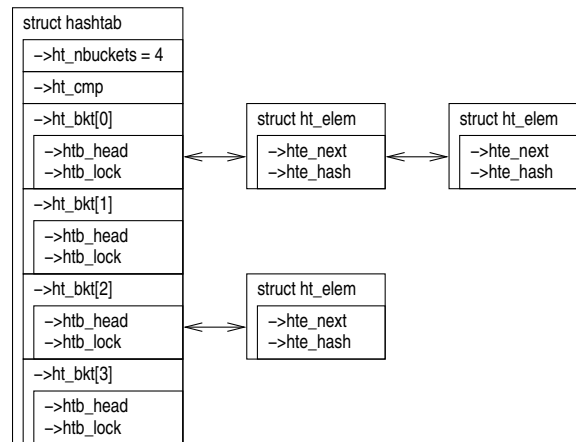 struct hashtab
−>ht_nbuckets = 4
−>ht_cmp
−>ht_bkt[0]
−>htb_head
−>htb_lock
struct ht_elem
−>hte_next
−>hte_hash
struct ht_elem
−>hte_next
−>hte_hash
−>ht_bkt[1]
−>htb_head
−>htb_lock
−>ht_bkt[2]
−>htb_head
−>htb_lock
struct ht_elem
−>hte_next
−>hte_hash
−>ht_bkt[3]
−>htb_head
−>htb_lock